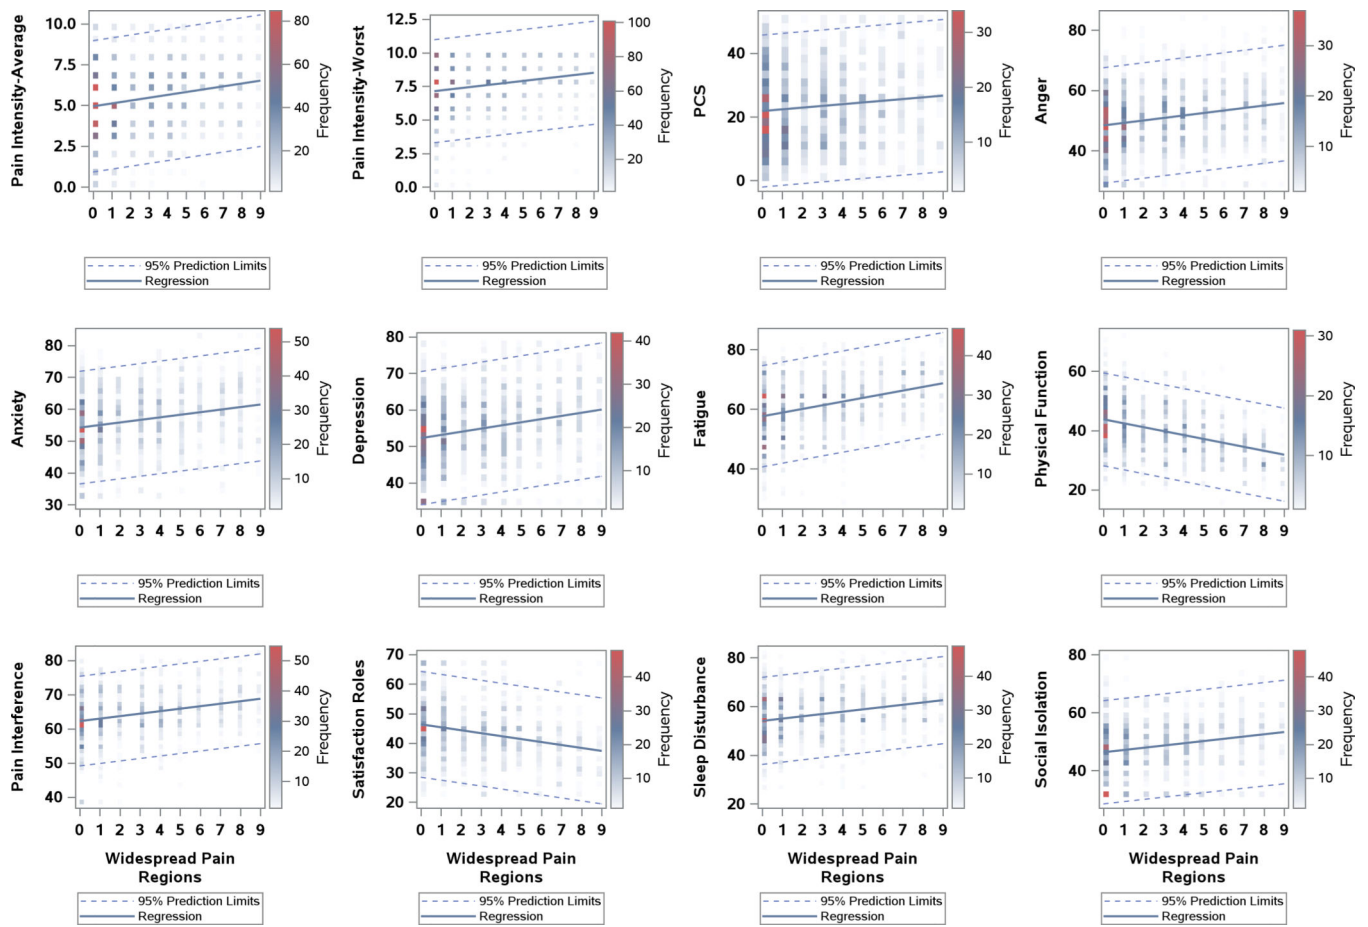 Pain Intensity-Average
10.0
7.5
5.0
2.5
0.0
0 1 2 3 4 5 6 7 8 9
80
60
40
20
Frequency
95% Prediction Limits
Regression
Pain Intensity-Worst
12.5
10.0
7.5
5.0
2.5
0.0
0 1 2 3 4 5 6 7 8 9
100
80
60
40
20
Frequency
95% Prediction Limits
Regression
PCS
40
20
0
0 1 2 3 4 5 6 7 8 9
30
20
10
Frequency
95% Prediction Limits
Regression
Anger
80
60
40
0 1 2 3 4 5 6 7 8 9
30
20
10
Frequency
95% Prediction Limits
Regression
Anxiety
80
70
60
50
40
30
0 1 2 3 4 5 6 7 8 9
50
40
30
20
10
Frequency
95% Prediction Limits
Regression
Depression
80
70
60
50
40
0 1 2 3 4 5 6 7 8 9
40
30
20
10
Frequency
95% Prediction Limits
Regression
Fatigue
80
60
40
0 1 2 3 4 5 6 7 8 9
40
30
20
10
Frequency
95% Prediction Limits
Regression
Physical Function
60
40
20
0 1 2 3 4 5 6 7 8 9
30
20
10
Frequency
95% Prediction Limits
Regression
Pain Interference
80
70
60
50
40
0 1 2 3 4 5 6 7 8 9
50
40
30
20
10
Frequency
Widespread Pain
Regions
95% Prediction Limits
Regression
Satisfaction Roles
70
60
50
40
30
20
0 1 2 3 4 5 6 7 8 9
40
30
20
10
Frequency
Widespread Pain
Regions
95% Prediction Limits
Regression
Sleep Disturbance
80
60
40
20
0 1 2 3 4 5 6 7 8 9
40
30
20
10
Frequency
Widespread Pain
Regions
95% Prediction Limits
Regression
Social Isolation
80
60
40
0 1 2 3 4 5 6 7 8 9
40
30
20
10
Frequency
Widespread Pain
Regions
95% Prediction Limits
Regression